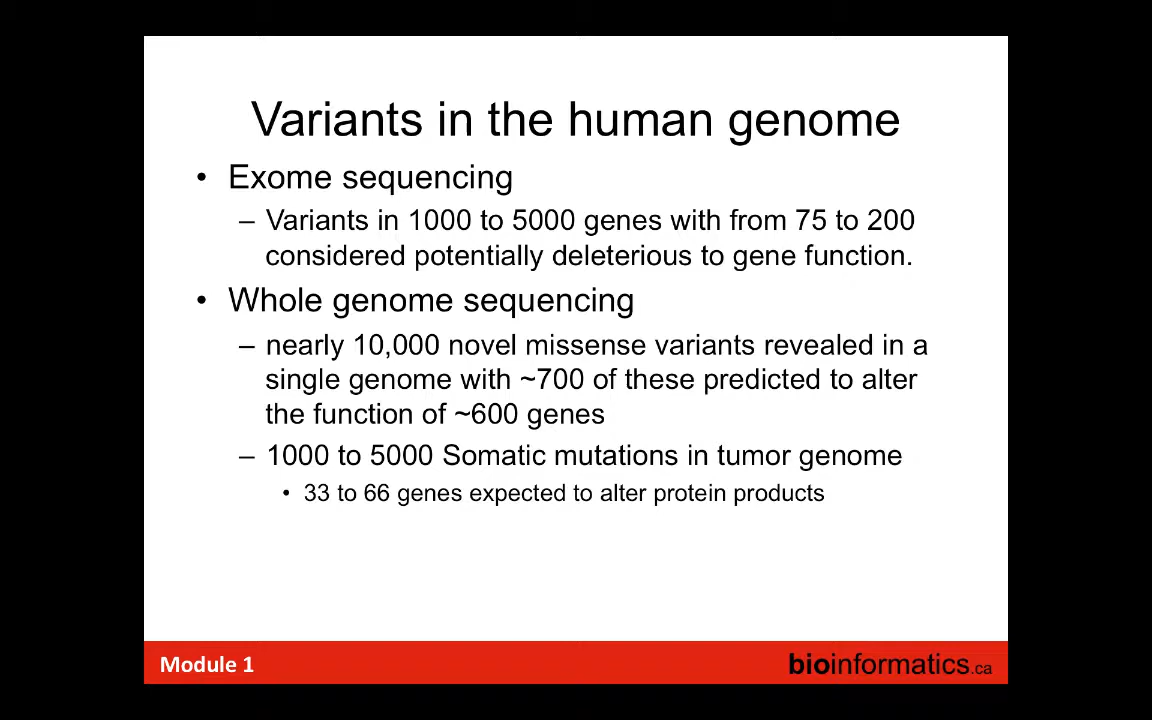 Variants in the human genome
• Exome sequencing
– Variants in 1000 to 5000 genes with from 75 to 200
considered potentially deleterious to gene function.
• Whole genome sequencing
– nearly 10,000 novel missense variants revealed in a
single genome with ~700 of these predicted to alter
the function of ~600 genes
– 1000 to 5000 Somatic mutations in tumor genome
• 33 to 66 genes expected to alter protein products
Module 1
bioinformatics.ca